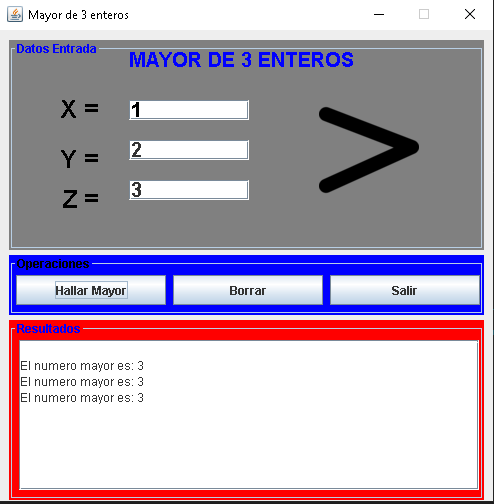 Mayor de 3 enteros
Datos Entrada
MAYOR DE 3 ENTEROS
X = 1
Y = 2
Z = 3
>
Operaciones
Hallar Mayor Borrar Salir
Resultados
El numero mayor es: 3
El numero mayor es: 3
El numero mayor es: 3